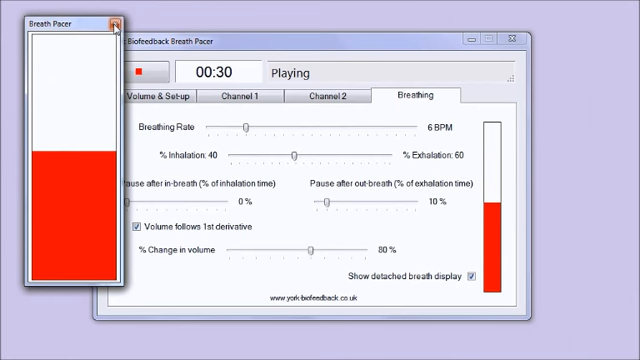 Breath Pacer
Biofeedback Breath Pacer
00:30
Playing
Volume & Set-up
Channel 1
Channel 2
Breathing
Breathing Rate
6 BPM
% Inhalation: 40
% Exhalation: 60
Pause after in-breath (% of inhalation time)
Pause after out-breath (% of exhalation time)
0 %
10 %
Volume follows 1st derivative
% Change in volume
80 %
Show detached breath display
www.york-biofeedback.co.uk